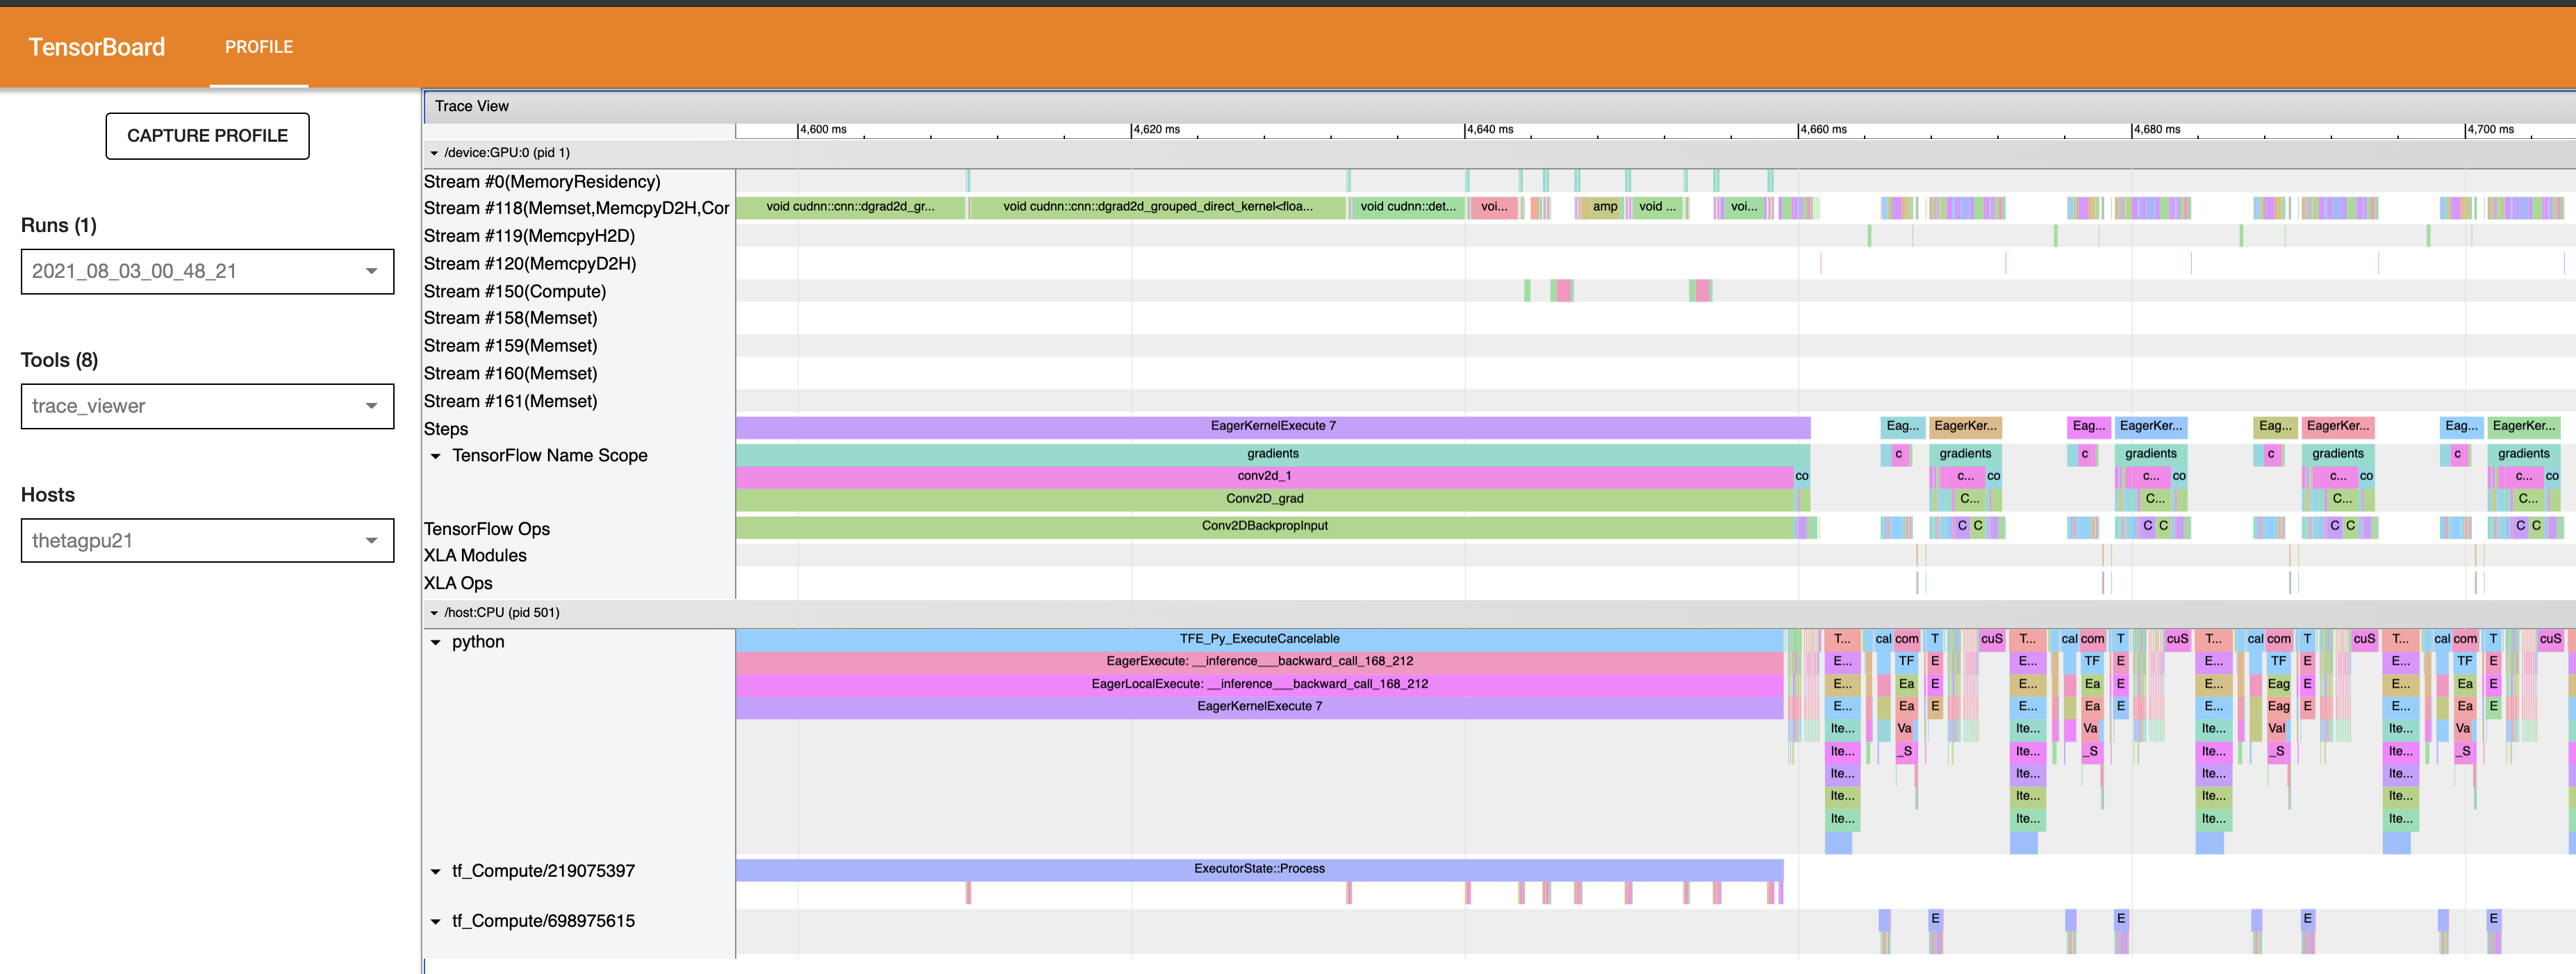 TensorBoard PROFILE
CAPTURE PROFILE
Runs (1)
2021_08_03_00_48_21
Tools (8)
trace_viewer
Hosts
thetagpu21
Trace View
4,600 ms 4,620 ms 4,640 ms 4,660 ms 4,680 ms 4,700 ms
/device:GPU:0 (pid 1)
Stream #0(MemoryResidency)
Stream #118(Memset,MemcpyD2H,Cor void cudnn::cnn::dgrad2d_gr... void cudnn::cnn::dgrad2d_grouped_direct_kernel<floa... void cudnn::det... voi... amp void ... voi...
Stream #119(MemcpyH2D)
Stream #120(MemcpyD2H)
Stream #150(Compute)
Stream #158(Memset)
Stream #159(Memset)
Stream #160(Memset)
Stream #161(Memset)
Steps EagerKernelExecute 7 Eag... EagerKer... Eag... EagerKer... Eag... EagerKer... Eag... EagerKer...
TensorFlow Name Scope gradients c gradients c gradients c gradients c gradients
conv2d_1 co c... co c... co c... co c... co
Conv2D_grad C... C... C... C...
TensorFlow Ops Conv2DBackpropInput C C C C C C C C
XLA Modules
XLA Ops
/host:CPU (pid 501)
python TFE_Py_ExecuteCancelable T... cal com T cuS T... cal com T cuS T... cal com T cuS T... cal com T cuS
EagerExecute: __inference___backward_call_168_212 E... TF E E... TF E E... TF E E... TF E
EagerLocalExecute: __inference___backward_call_168_212 E... Ea E E... Ea E E... Eag E E... Ea E
EagerKernelExecute 7 E... Ea E E... Ea E E... Eag E E... Ea E
Ite... Va Ite... Va Ite... Val Ite... Va
Ite... _S Ite... _S Ite... _S Ite... _S
Ite... Ite... Ite... Ite...
Ite... Ite... Ite... Ite...
Ite... Ite... Ite... Ite...
tf_Compute/219075397 ExecutorState::Process
tf_Compute/698975615 E E E E